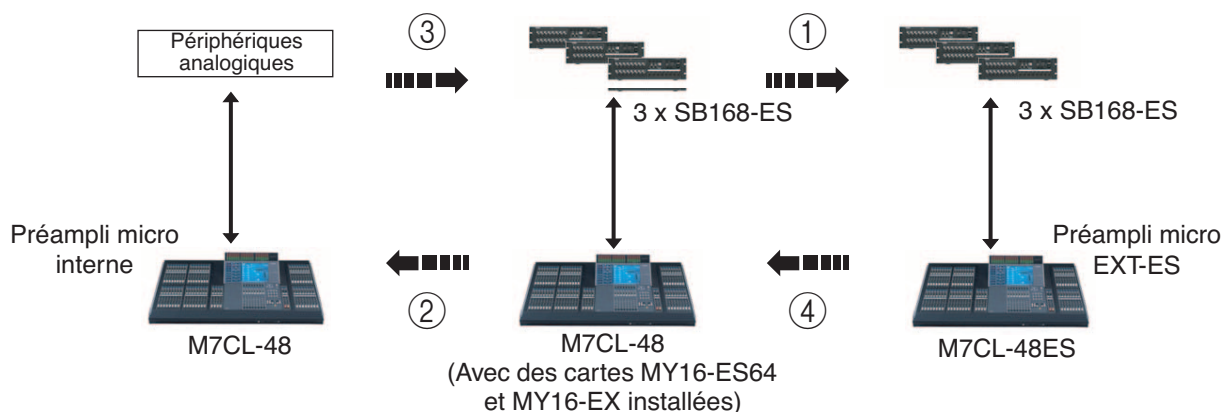 Périphériques
analogiques
③
①
3 x SB168-ES
3 x SB168-ES
Préampli micro
interne
Préampli micro
EXT-ES
②
④
M7CL-48
M7CL-48
(Avec des cartes MY16-ES64
et MY16-EX installées)
M7CL-48ES